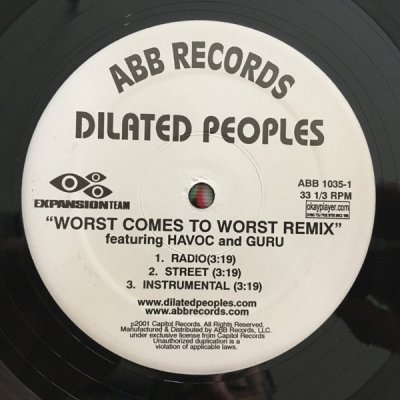 ABB RECORDS
DILATED PEOPLES
EXPANSIONTEAM
ABB 1035-1
33 1/3 RPM
okayplayer.com
"WORST COMES TO WORST REMIX"
featuring HAVOC and GURU
1. RADIO(3:19)
2. STREET (3:19)
3. INSTRUMENTAL (3:19)
www.dilatedpeoples.com
www.abbrecords.com
p2001 Capitol Records. All Rights Reserved.
Manufactured & Distributed by ABB Records, LLC.
under exclusive license from Capitol Records
Unauthorized duplication is a
violation of applicable laws.